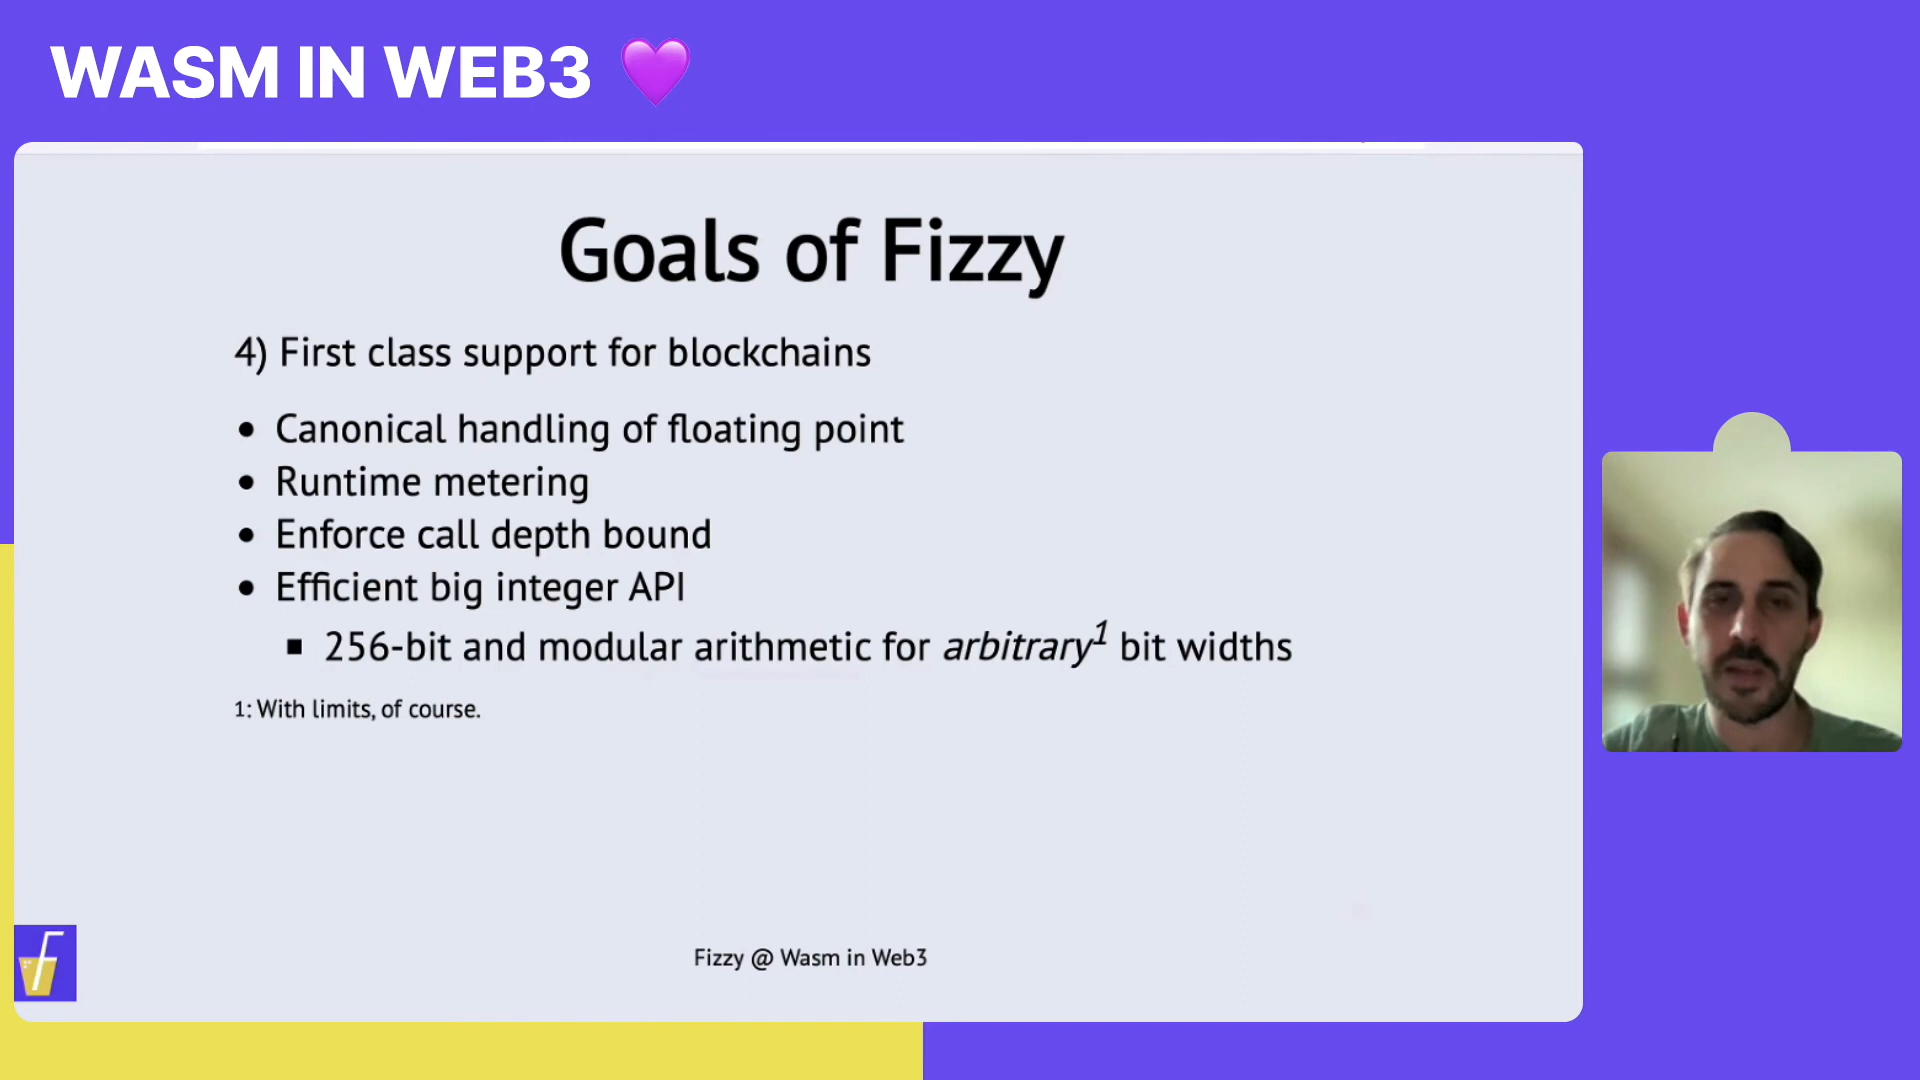 WASM IN WEB3
Goals of Fizzy
4) First class support for blockchains
• Canonical handling of floating point
• Runtime metering
• Enforce call depth bound
• Efficient big integer API
▪ 256-bit and modular arithmetic for arbitrary¹ bit widths
1: With limits, of course.
f
Fizzy @ Wasm in Web3